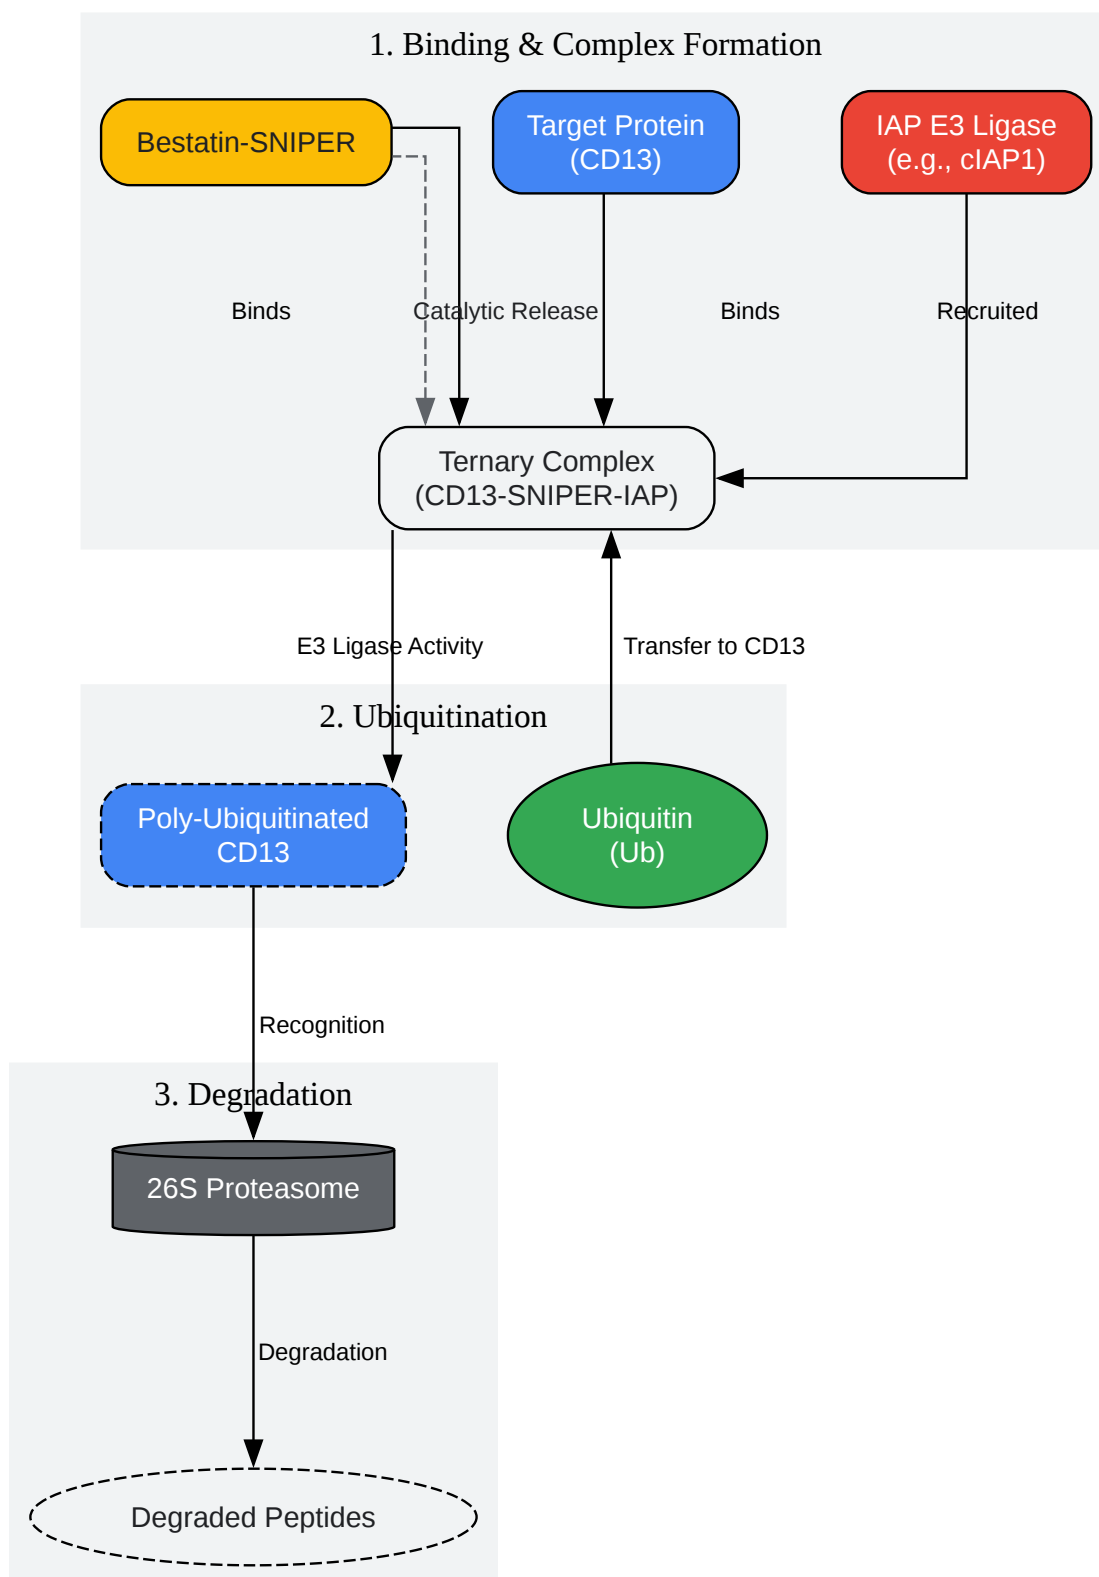 1. Binding & Complex Formation
Bestatin-SNIPER
Target Protein
(CD13)
IAP E3 Ligase
(e.g., cIAP1)
Binds
Catalytic Release
Binds
Recruited
Ternary Complex
(CD13-SNIPER-IAP)
E3 Ligase Activity
Transfer to CD13
2. Ubiquitination
Poly-Ubiquitinated
CD13
Ubiquitin
(Ub)
Recognition
3. Degradation
26S Proteasome
Degradation
Degraded Peptides